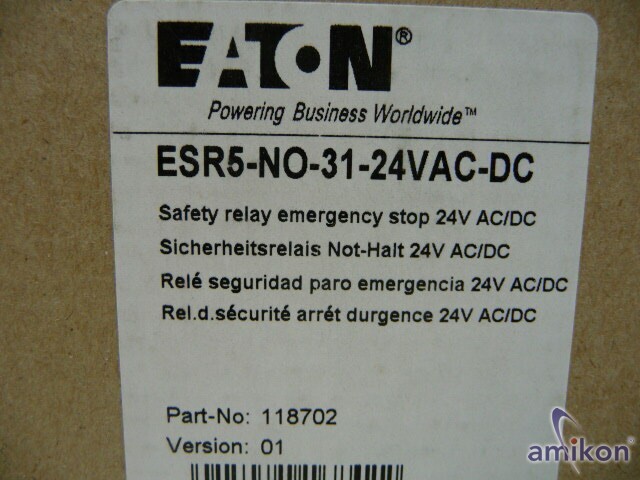 EATON®
Powering Business Worldwide™
ESR5-NO-31-24VAC-DC
Safety relay emergency stop 24V AC/DC
Sicherheitsrelais Not-Halt 24V AC/DC
Relé seguridad paro emergencia 24V AC/DC
Rel.d.sécurité arrét durgence 24V AC/DC
Part-No: 118702
Version: 01
amikon